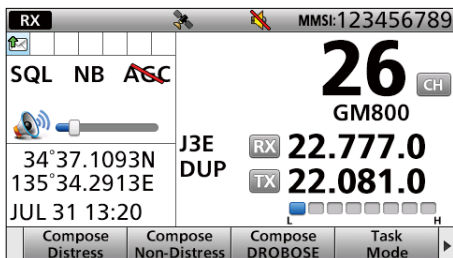 RX MMSI:123456789
SQL NB AGC
26 CH
GM800
J3E RX 22.777.0
DUP TX 22.081.0
34°37.1093N
135°34.2913E
JUL 31 13:20
L H
Compose Distress
Compose Non-Distress
Compose DROBOSE
Task Mode